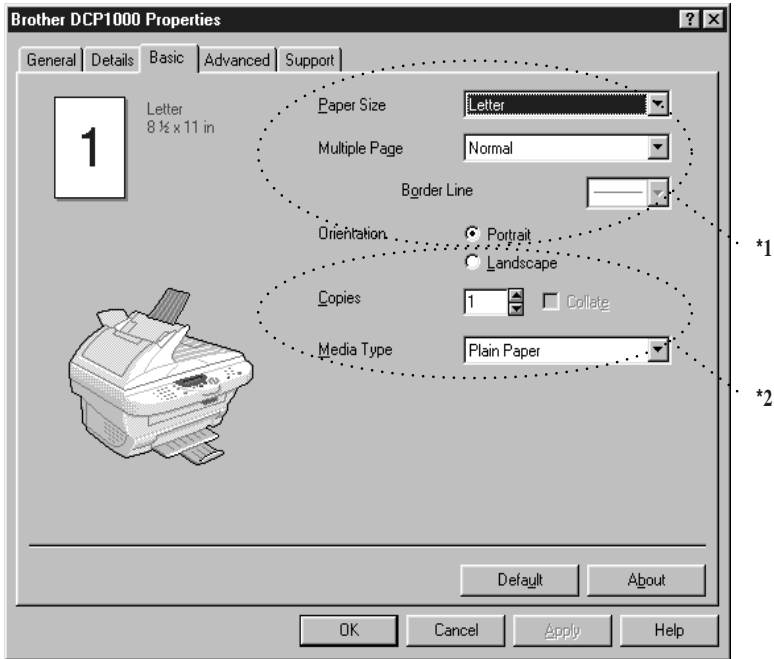 Brother DCP1000 Properties
General Details Basic Advanced Support
1
Letter
8 ½ x 11 in
Paper Size Letter
Multiple Page Normal
Border Line
*1
Orientation Portrait
Landscape
Copies 1 Collate
Media Type Plain Paper
*2
Default About
OK Cancel Apply Help